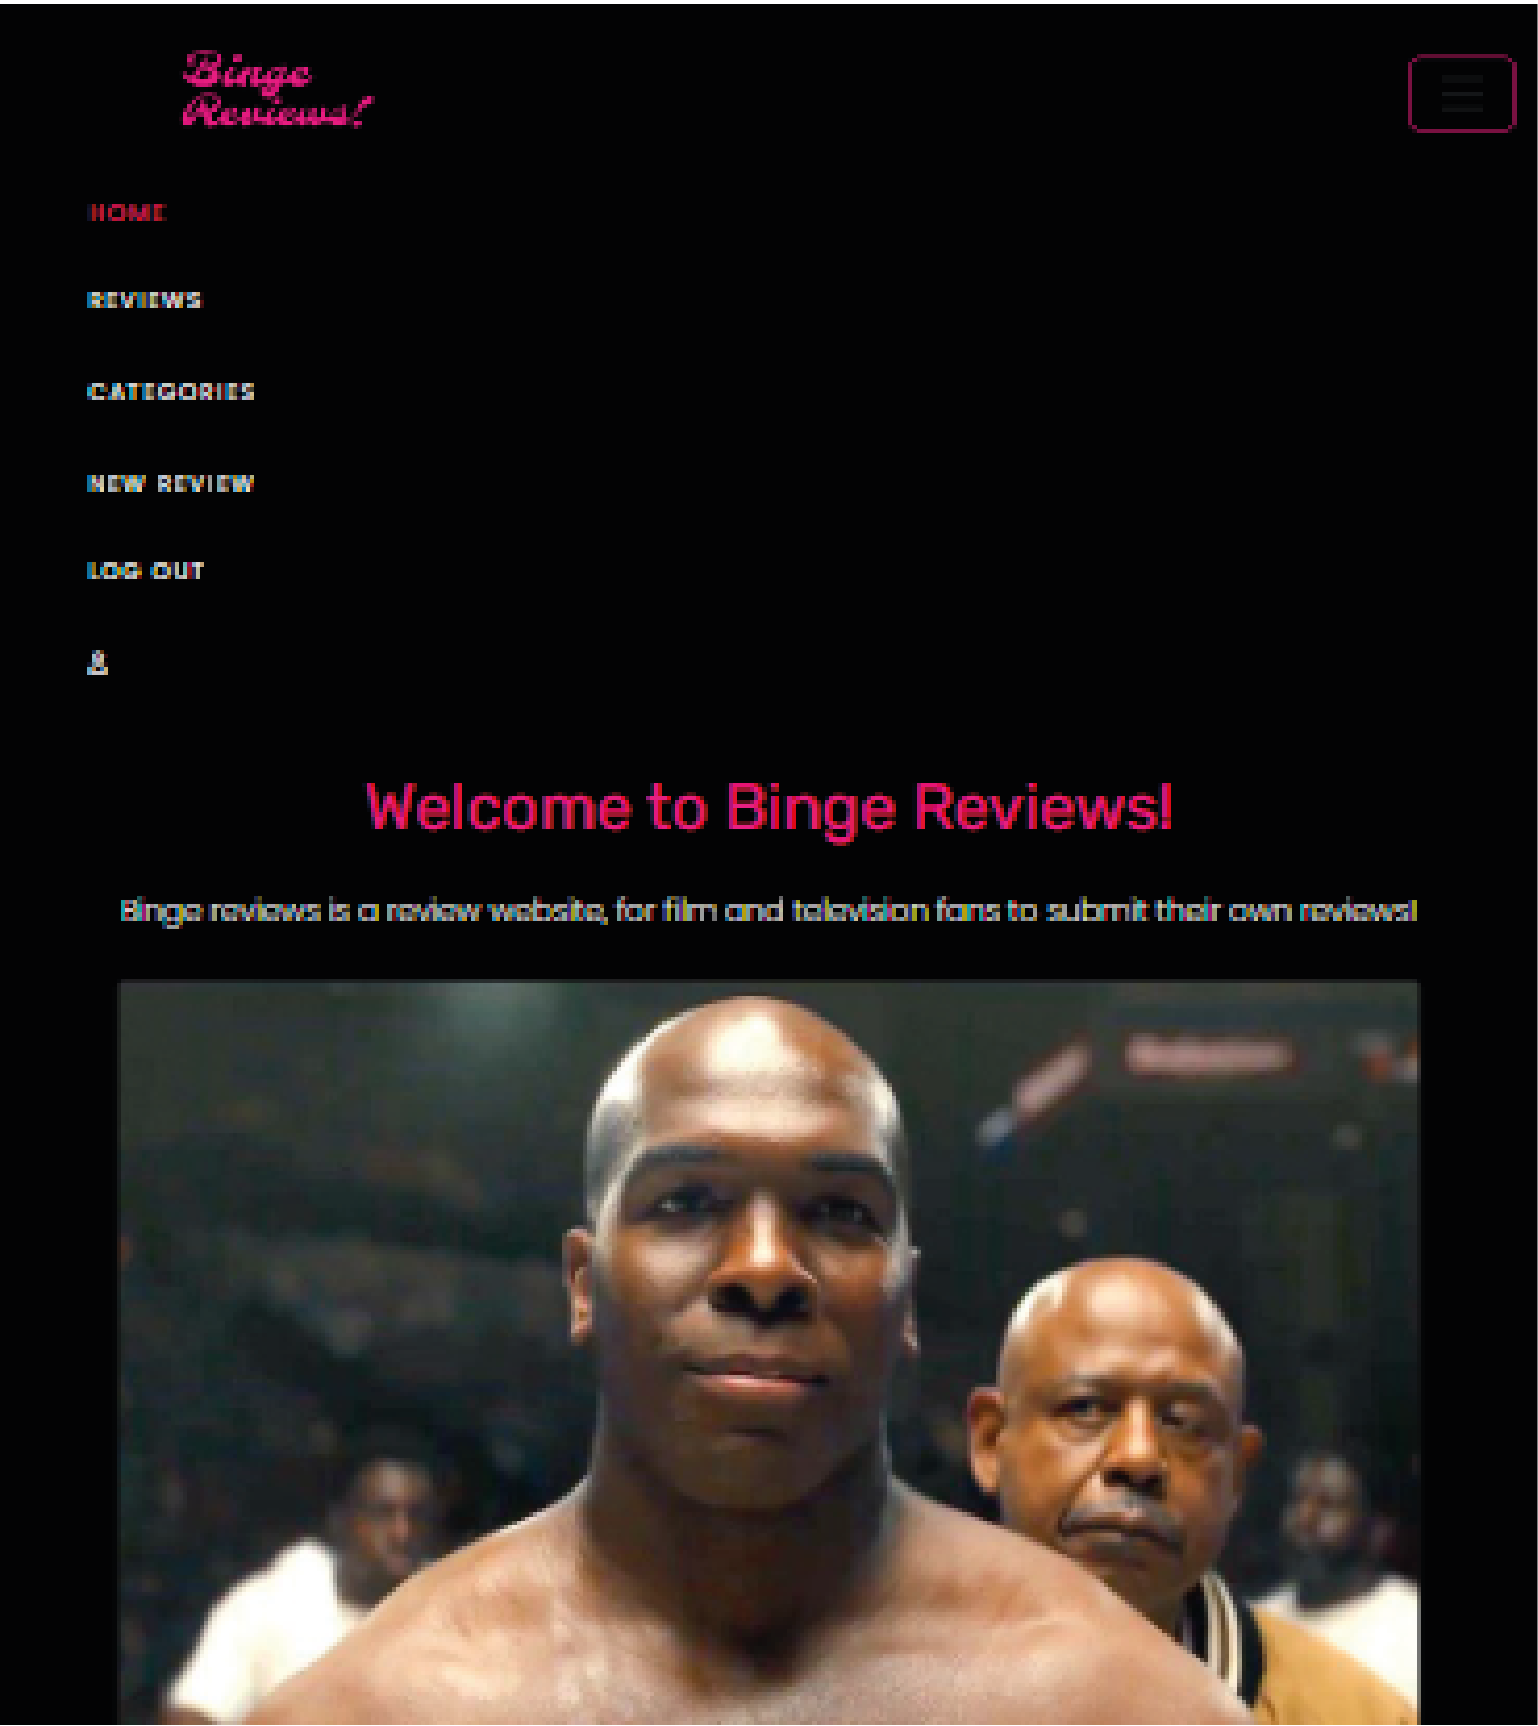 Binge
Reviews!
HOME
REVIEWS
CATEGORIES
NEW REVIEW
LOG OUT
Welcome to Binge Reviews!
Binge reviews is a review website, for film and television fans to submit their own reviews!